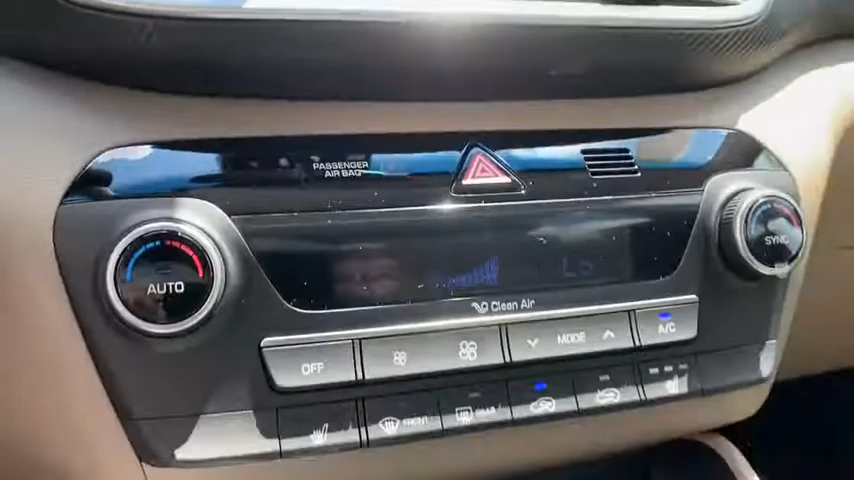 PASSENGER
AIR BAG
AUTO
SYNC
Lo
Clean Air
OFF
MODE
A/C
FRONT
REAR